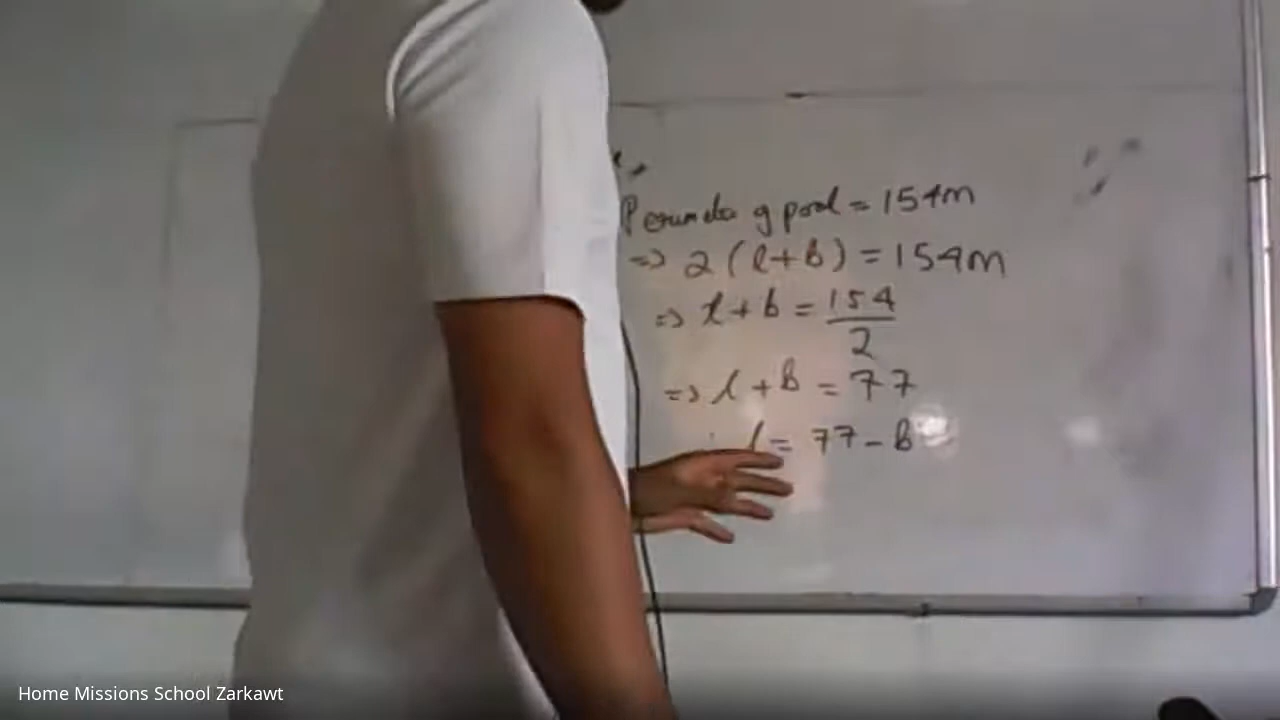 Perimeter of pool = 154m
=> 2 (l+b) = 154m
=> l + b = 154/2
=> l + b = 77
l = 77 - b
Home Missions School Zarkawt